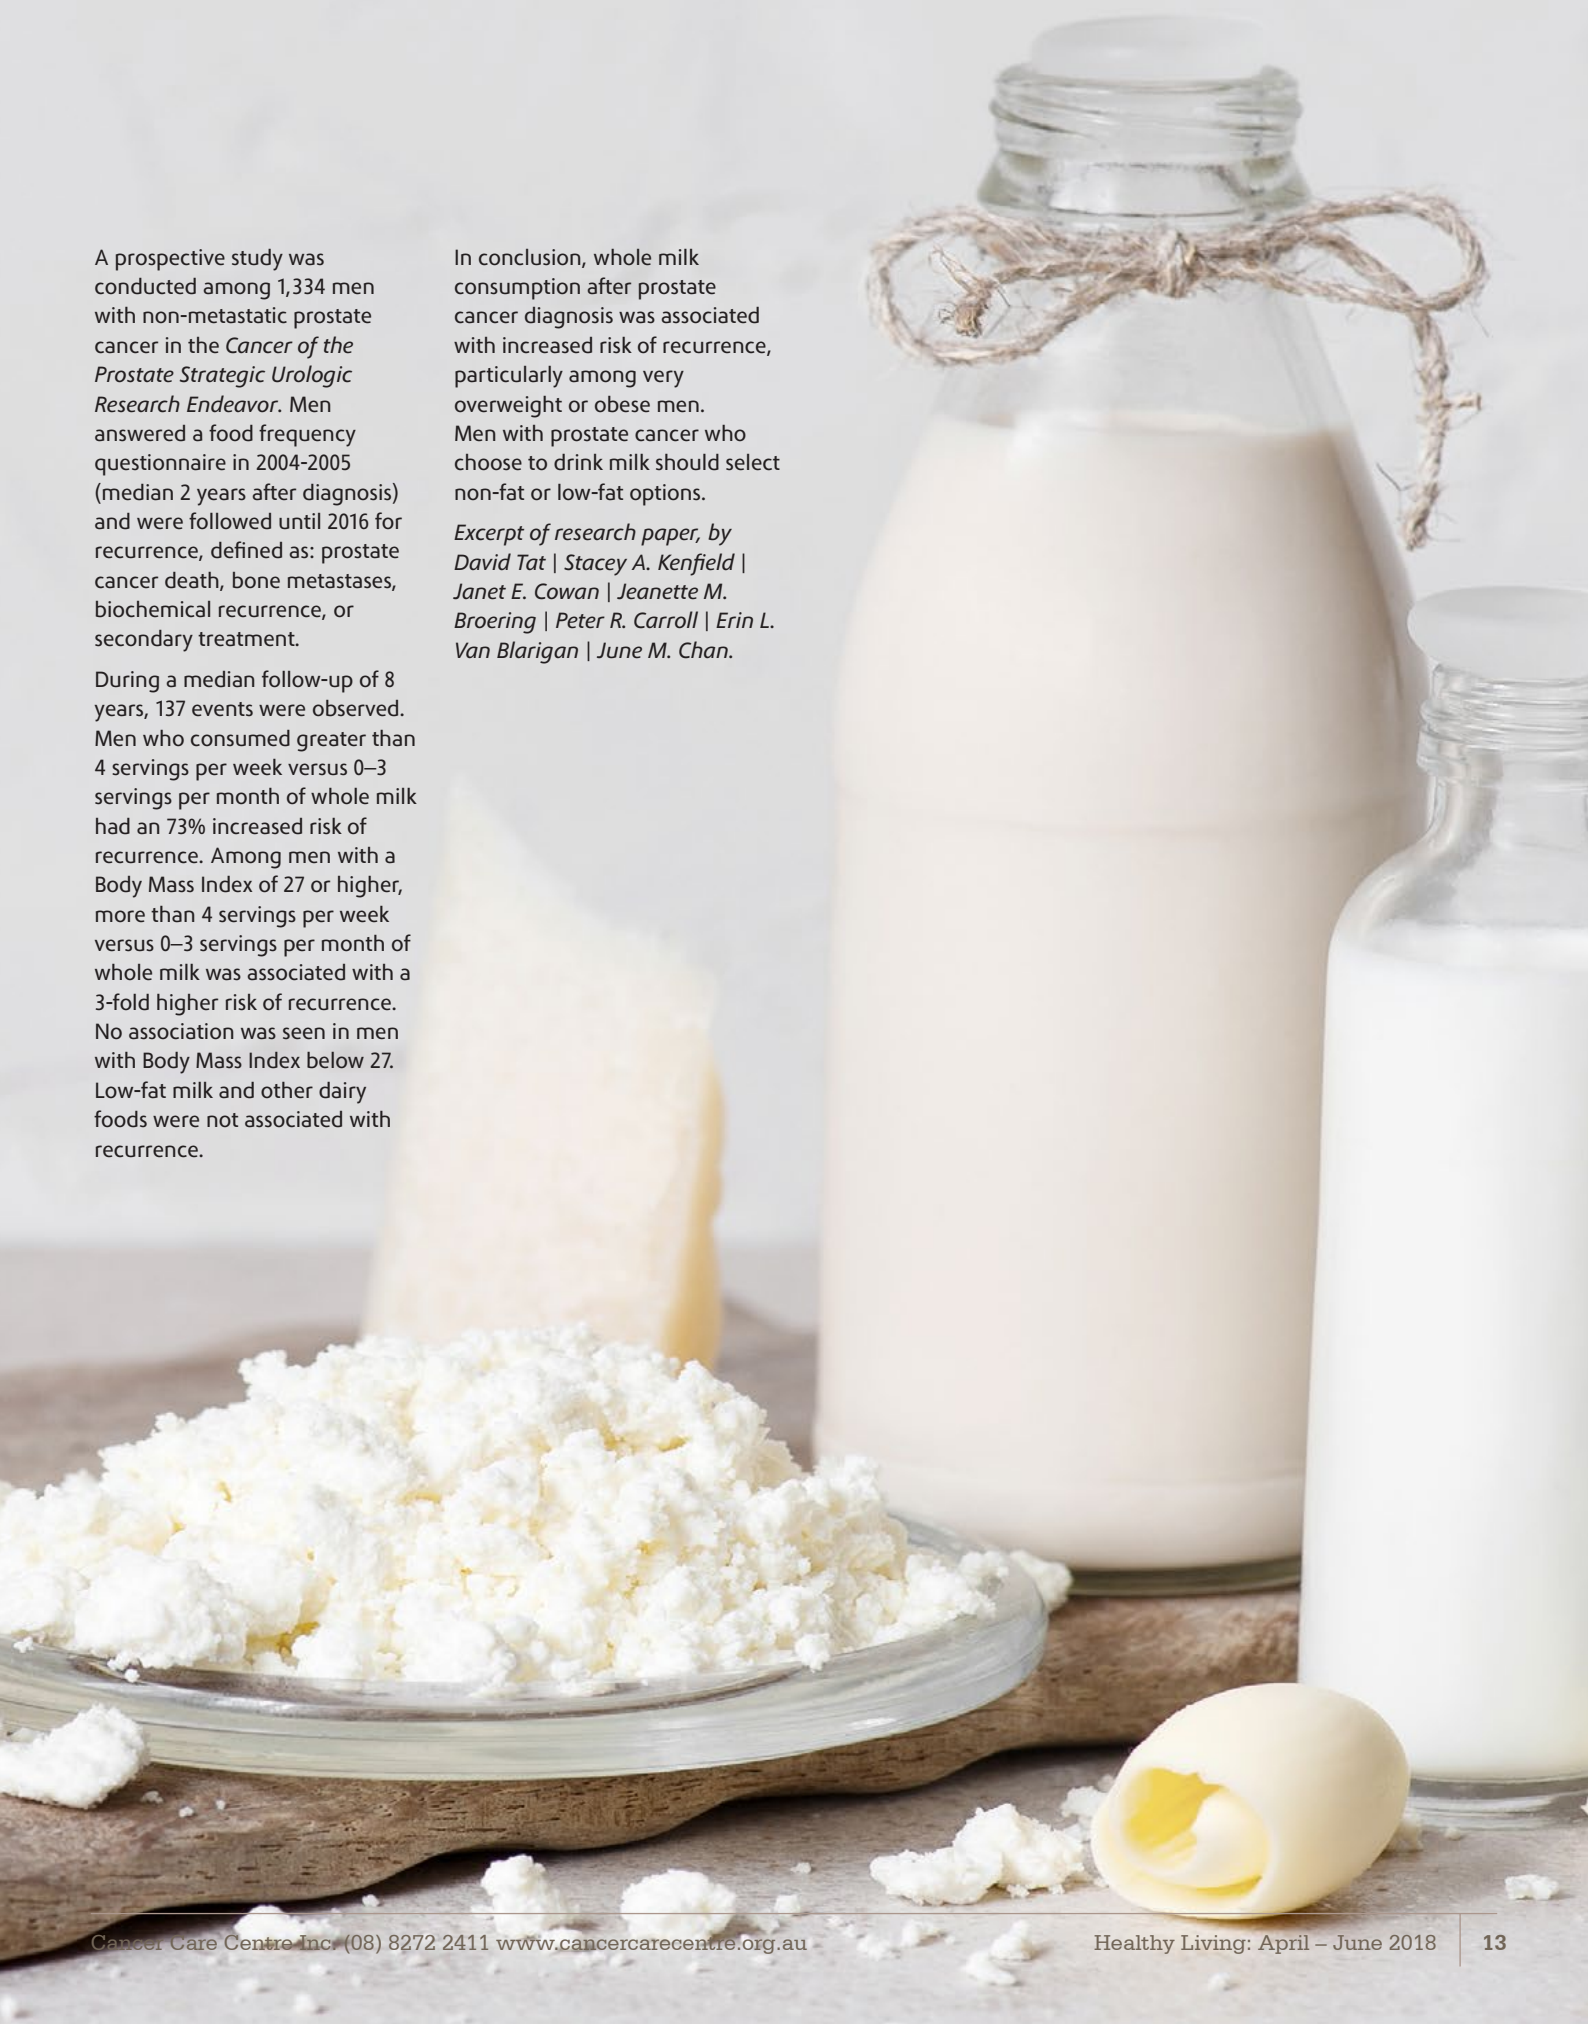 A prospective study was
conducted among 1,334 men
with non-metastatic prostate
cancer in the Cancer of the
Prostate Strategic Urologic
Research Endeavor. Men
answered a food frequency
questionnaire in 2004-2005
(median 2 years after diagnosis)
and were followed until 2016 for
recurrence, defined as: prostate
cancer death, bone metastases,
biochemical recurrence, or
secondary treatment.
During a median follow-up of 8
years, 137 events were observed.
Men who consumed greater than
4 servings per week versus 0–3
servings per month of whole milk
had an 73% increased risk of
recurrence. Among men with a
Body Mass Index of 27 or higher,
more than 4 servings per week
versus 0–3 servings per month of
whole milk was associated with a
3-fold higher risk of recurrence.
No association was seen in men
with Body Mass Index below 27.
Low-fat milk and other dairy
foods were not associated with
recurrence.
In conclusion, whole milk
consumption after prostate
cancer diagnosis was associated
with increased risk of recurrence,
particularly among very
overweight or obese men.
Men with prostate cancer who
choose to drink milk should select
non-fat or low-fat options.
Excerpt of research paper, by
David Tat | Stacey A. Kenfield |
Janet E. Cowan | Jeanette M.
Broering | Peter R. Carroll | Erin L.
Van Blarigan | June M. Chan.
Cancer Care Centre Inc. (08) 8272 2411 www.cancercarecentre.org.au
Healthy Living: April – June 2018
13